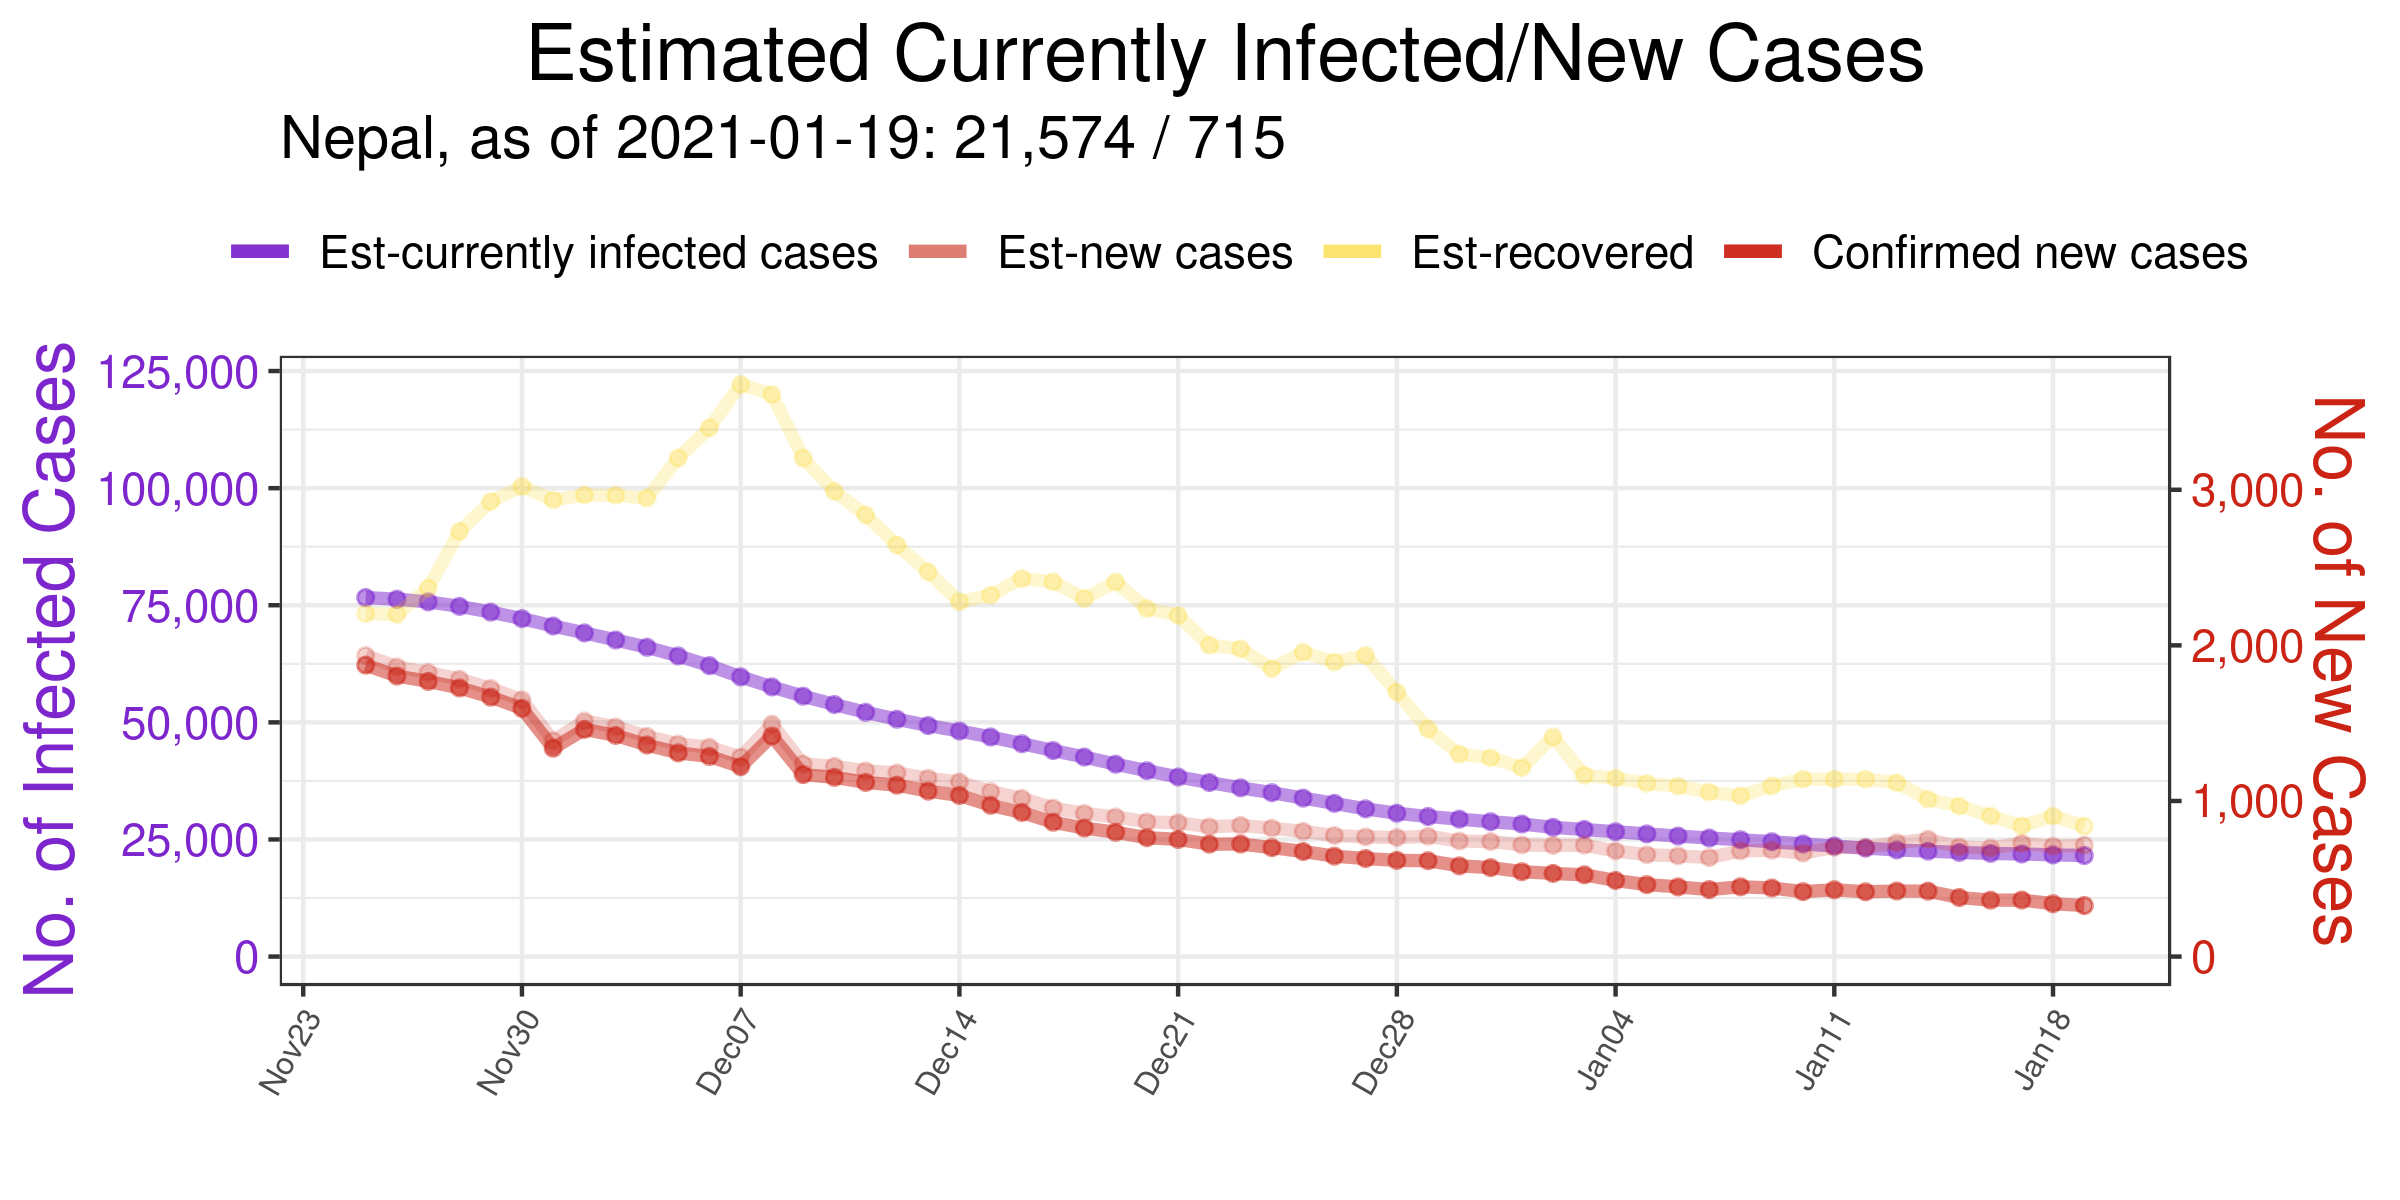 Estimated Currently Infected/New Cases
Nepal, as of 2021-01-19: 21,574 / 715
Est-currently infected cases Est-new cases Est-recovered Confirmed new cases
No. of Infected Cases
125,000
100,000
75,000
50,000
25,000
0
3,000
2,000
1,000
0
No. of New Cases
Nov23 Nov30 Dec07 Dec14 Dec21 Dec28 Jan04 Jan11 Jan18